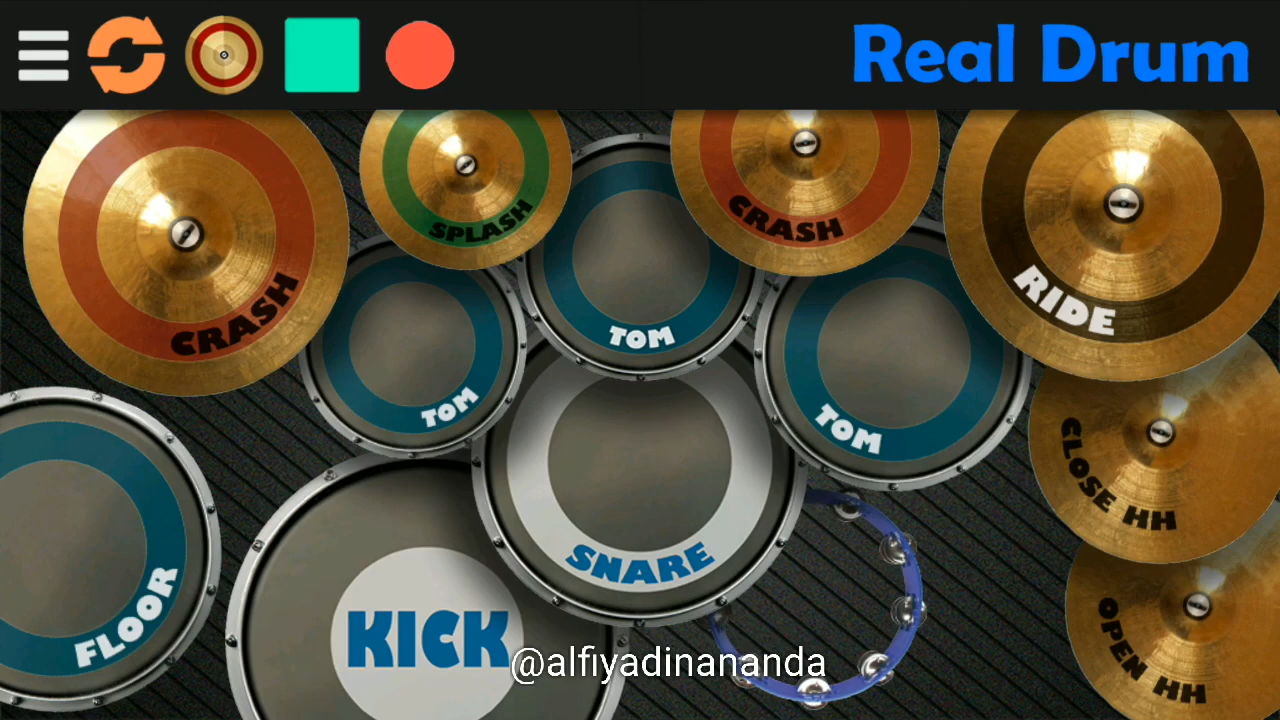 Real Drum
CRASH
SPLASH
CRASH
RIDE
TOM
TOM
TOM
CLOSE HH
SNARE
FLOOR
KICK
OPEN HH
@alfiyadinananda